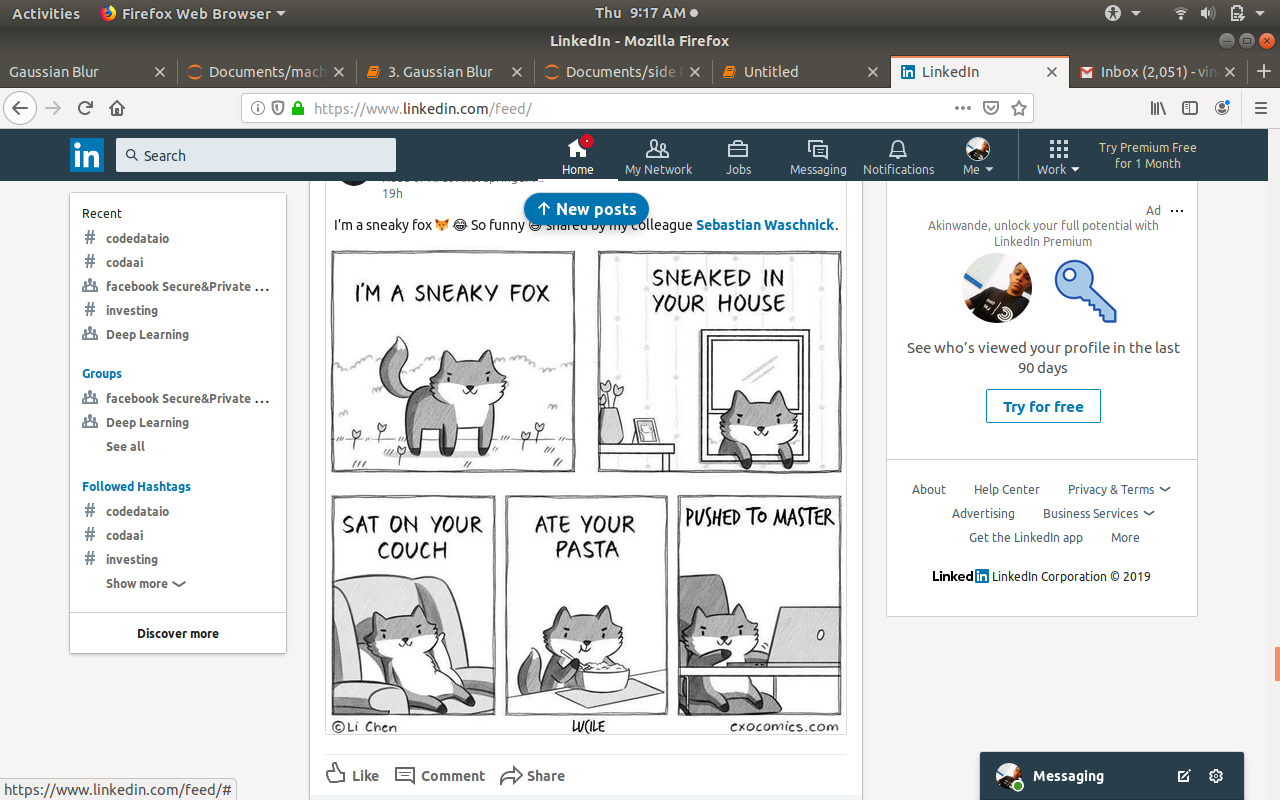 Activities Firefox Web Browser Thu 9:17 AM
LinkedIn - Mozilla Firefox
Gaussian Blur Documents/mach 3. Gaussian Blur Documents/side Untitled LinkedIn Inbox (2,051) - vin
https://www.linkedin.com/feed/
in Search Home My Network Jobs Messaging Notifications Me Work Try Premium Free
for 1 Month
Recent
# codedataio
# codaai
facebook Secure&Private ...
# investing
Deep Learning
Groups
facebook Secure&Private ...
Deep Learning
See all
Followed Hashtags
# codedataio
# codaai
# investing
Show more
Discover more
19h
↑ New posts
I'm a sneaky fox 🦊 😂 So funny 😂 shared by my colleague Sebastian Waschnick.
I'M A SNEAKY FOX
SNEAKED IN
YOUR HOUSE
SAT ON YOUR
COUCH
ATE YOUR
PASTA
PUSHED TO MASTER
©Li Chen LUCILE exocomics.com
Like Comment Share
Ad ...
Akinwande, unlock your full potential with
LinkedIn Premium
See who's viewed your profile in the last
90 days
Try for free
About Help Center Privacy & Terms
Advertising Business Services
Get the LinkedIn app More
LinkedIn LinkedIn Corporation © 2019
Messaging
https://www.linkedin.com/feed/#